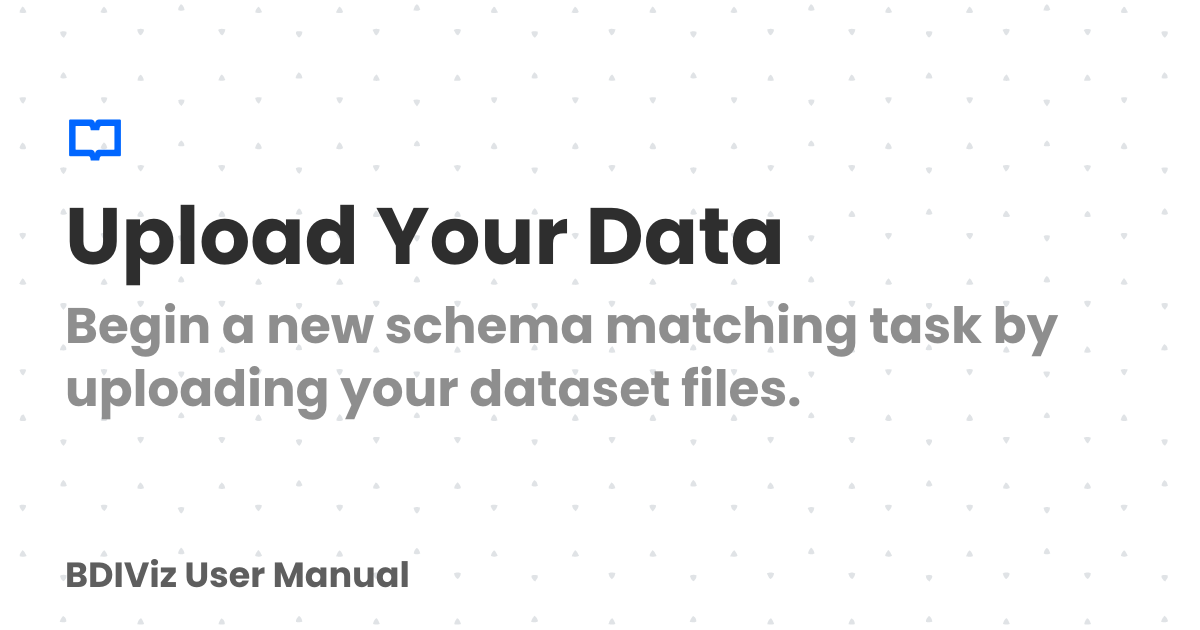 Upload Your Data
Begin a new schema matching task by
uploading your dataset files.
BDIViz User Manual